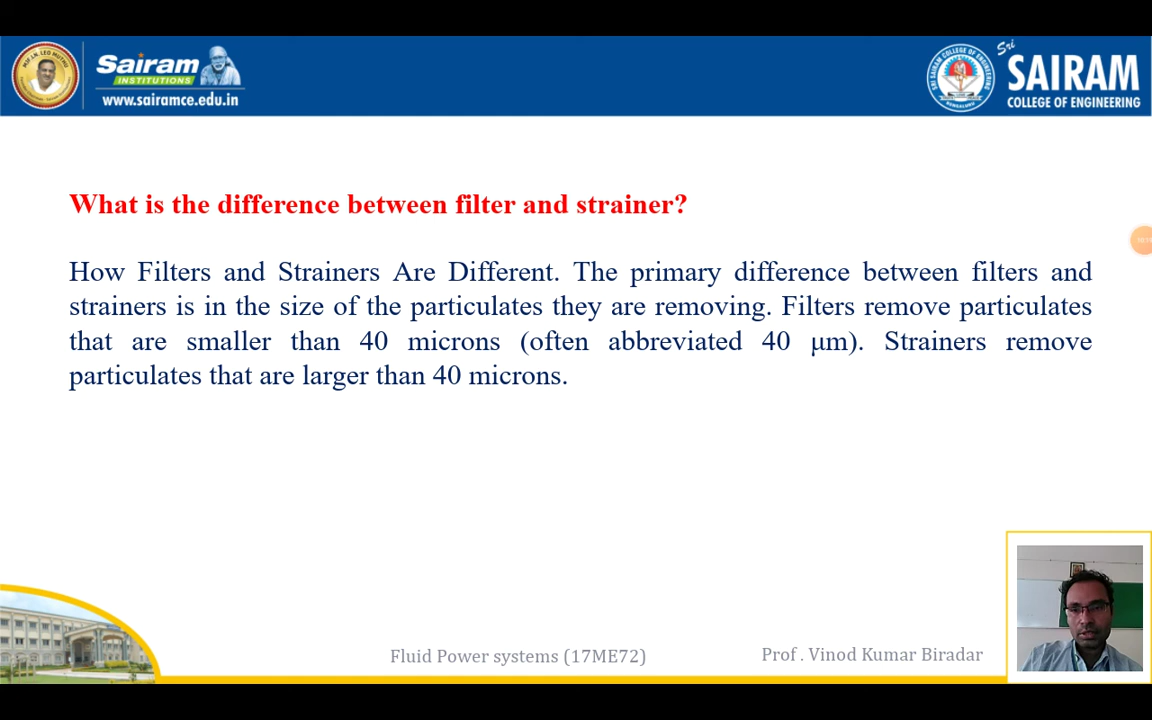 Sairam
INSTITUTIONS
www.sairamce.edu.in
Sri
SAIRAM
COLLEGE OF ENGINEERING
What is the difference between filter and strainer?
How Filters and Strainers Are Different. The primary difference between filters and
strainers is in the size of the particulates they are removing. Filters remove particulates
that are smaller than 40 microns (often abbreviated 40 μm). Strainers remove
particulates that are larger than 40 microns.
Fluid Power systems (17ME72)
Prof . Vinod Kumar Biradar